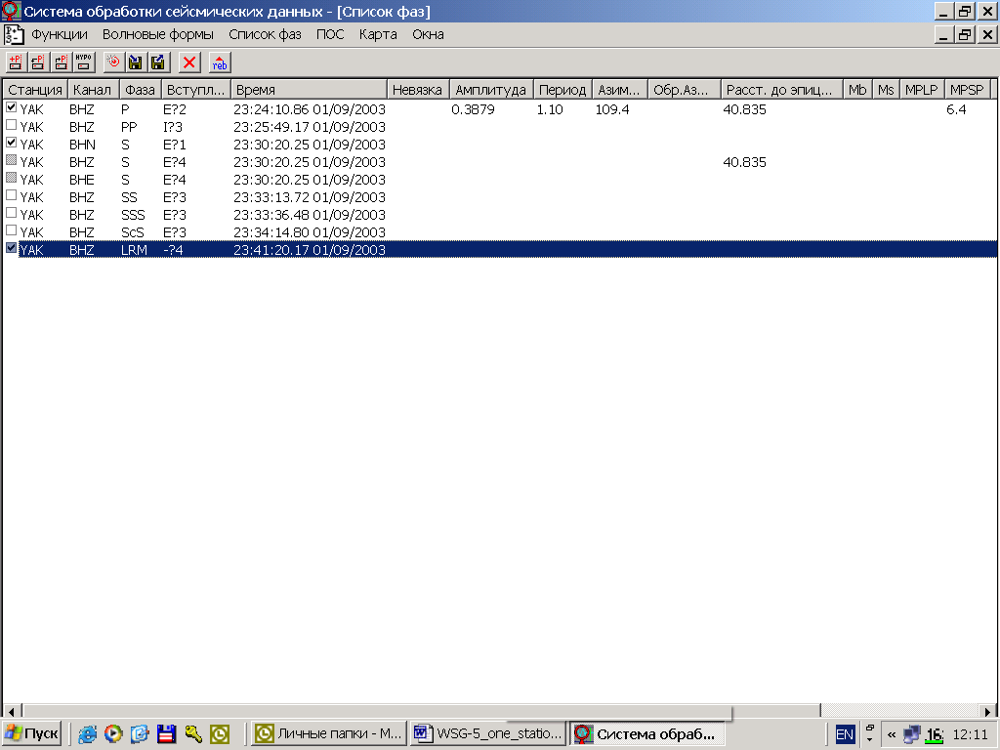 Система обработки сейсмических данных - [Список фаз]
Функции Волновые формы Список фаз ПОС Карта Окна
+P HYPO reb
Станция Канал Фаза Вступл... Время Невязка Амплитуда Период Азим... Обр.Аз... Расст. до эпиц... Mb Ms MPLP MPSP
YAK BHZ P E?2 23:24:10.86 01/09/2003 0.3879 1.10 109.4 40.835 6.4
YAK BHZ PP I?3 23:25:49.17 01/09/2003
YAK BHN S E?1 23:30:20.25 01/09/2003
YAK BHZ S E?4 23:30:20.25 01/09/2003 40.835
YAK BHE S E?4 23:30:20.25 01/09/2003
YAK BHZ SS E?3 23:33:13.72 01/09/2003
YAK BHZ SSS E?3 23:33:36.48 01/09/2003
YAK BHZ ScS E?3 23:34:14.80 01/09/2003
YAK BHZ LRM -?4 23:41:20.17 01/09/2003
Пуск Личные папки - М... WSG-5_one_statio... Система обраб... EN « 16 12:11